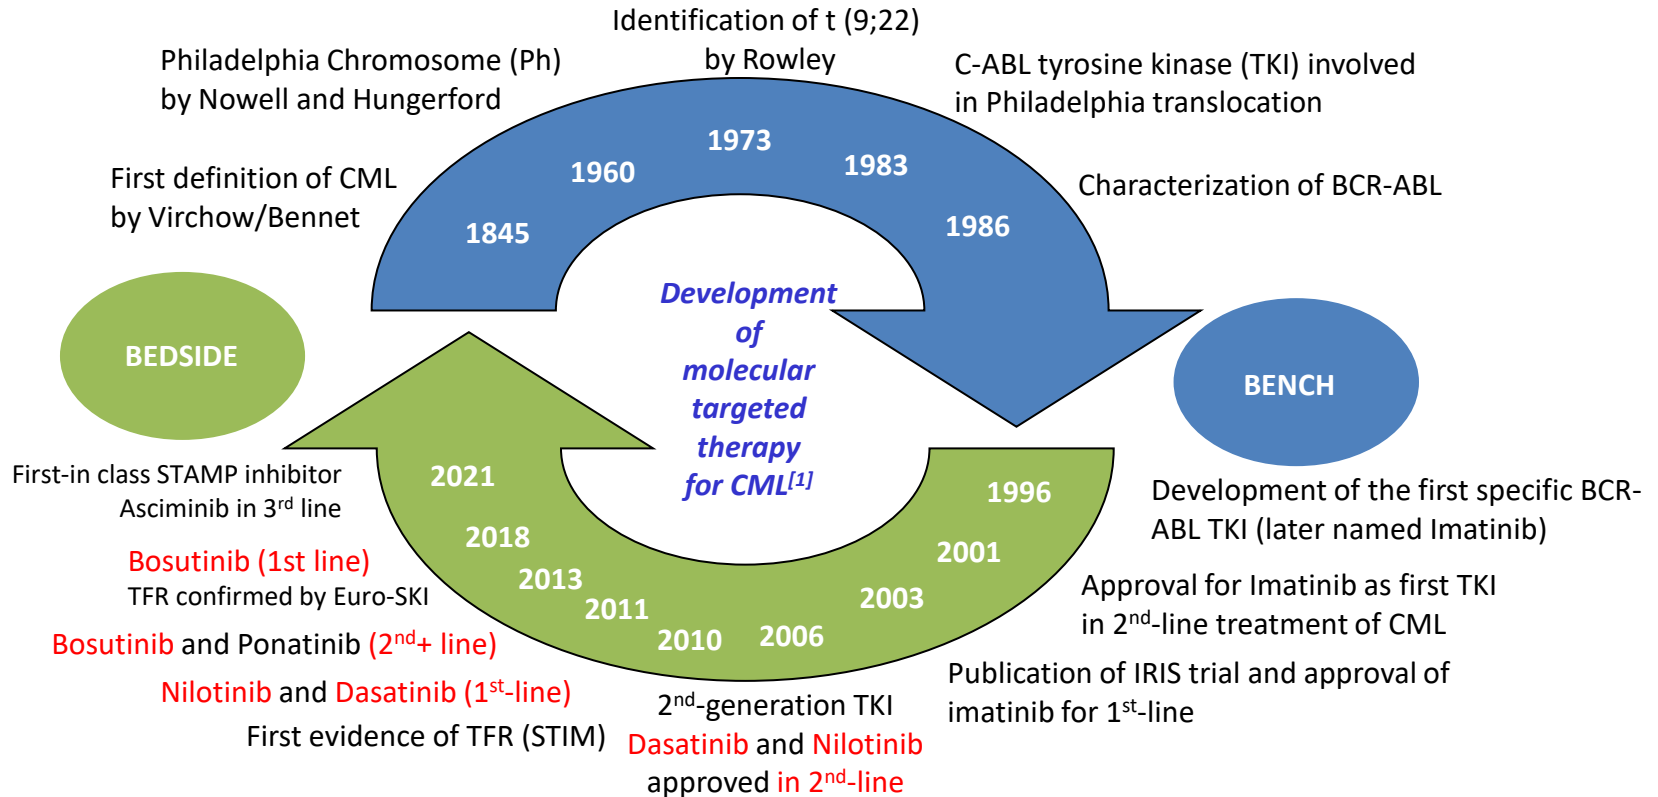 Identification of t (9;22)
by Rowley
Philadelphia Chromosome (Ph)
by Nowell and Hungerford
C-ABL tyrosine kinase (TKI) involved
in Philadelphia translocation
First definition of CML
by Virchow/Bennet
Characterization of BCR-ABL
1845
1960
1973
1983
1986
BEDSIDE
Development
of
molecular
targeted
therapy
for CML[1]
BENCH
1996
2001
2003
2006
2010
2011
2013
2018
2021
Development of the first specific BCR-
ABL TKI (later named Imatinib)
Approval for Imatinib as first TKI
in 2nd-line treatment of CML
Publication of IRIS trial and approval of
imatinib for 1st-line
2nd-generation TKI
Dasatinib and Nilotinib
approved in 2nd-line
First evidence of TFR (STIM)
Nilotinib and Dasatinib (1st-line)
Bosutinib and Ponatinib (2nd+ line)
Bosutinib (1st line)
TFR confirmed by Euro-SKI
First-in class STAMP inhibitor
Asciminib in 3rd line